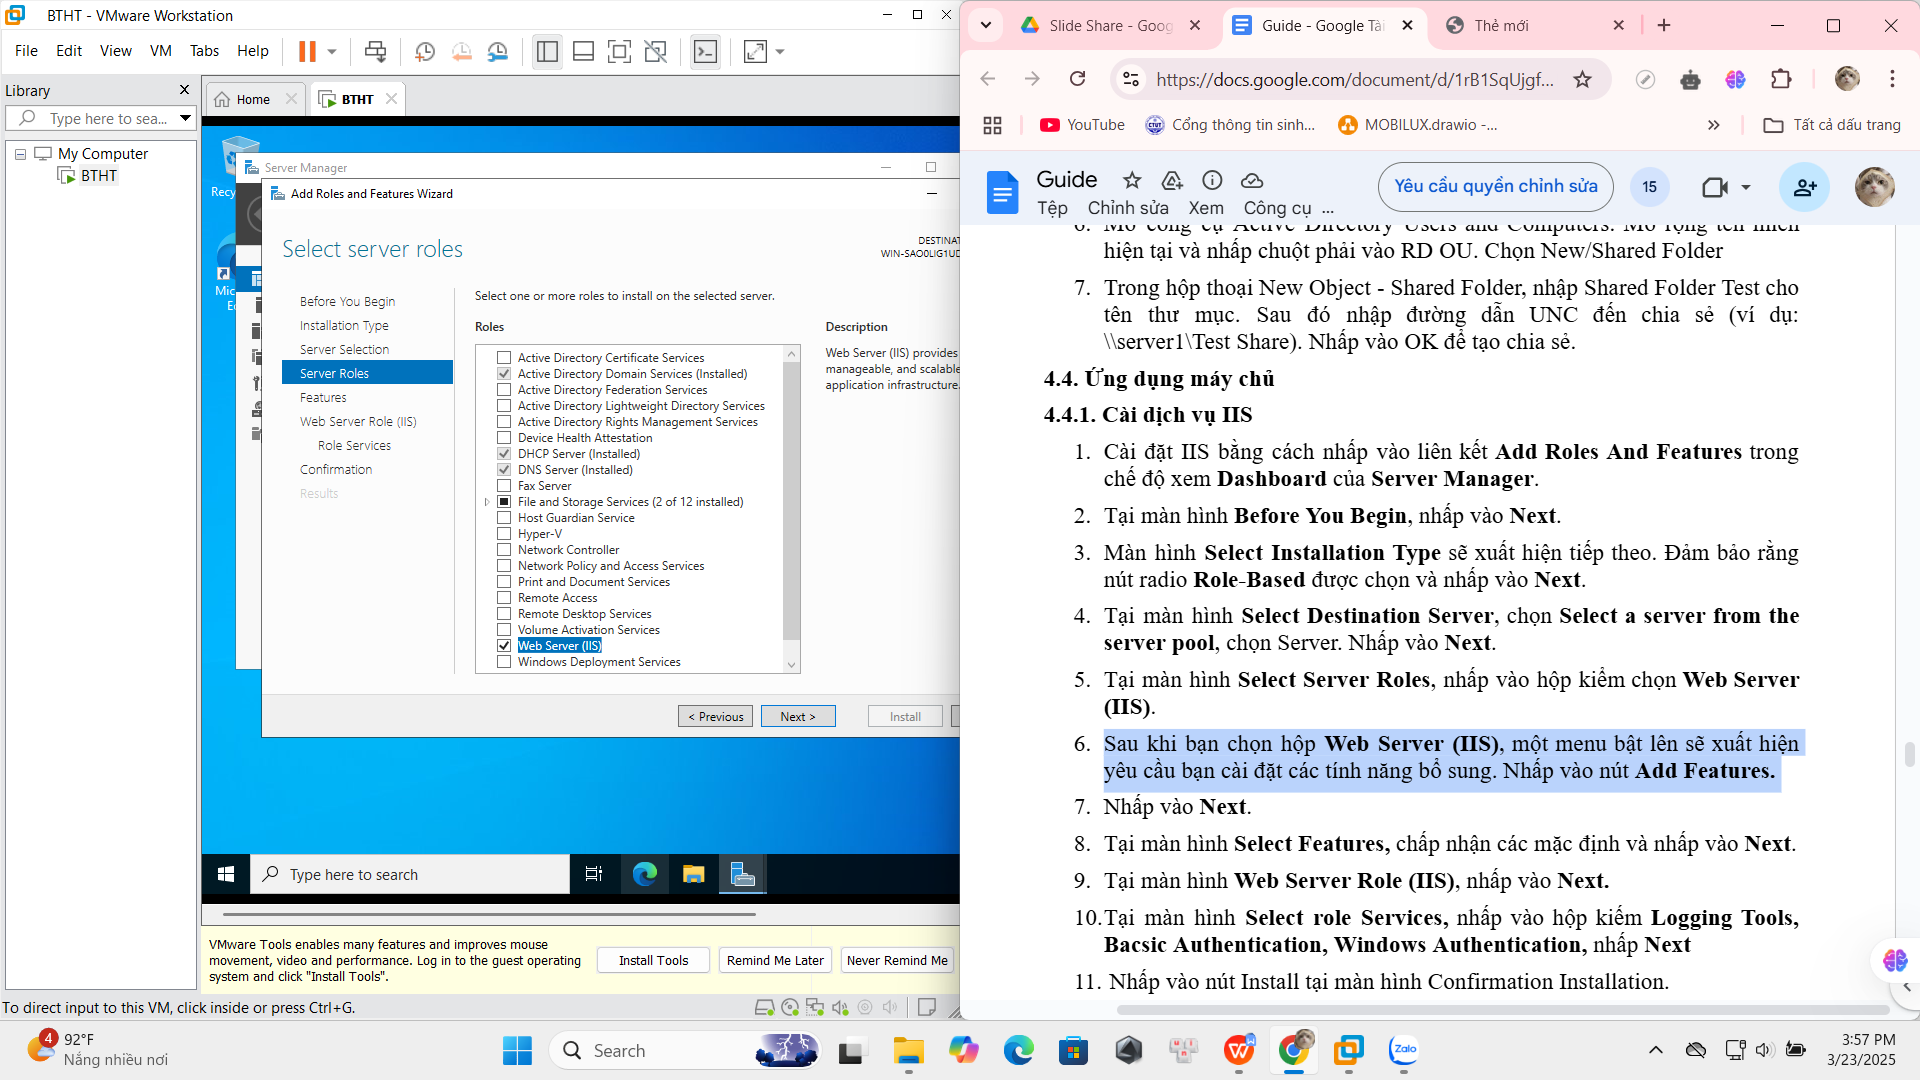 BTHT - VMware Workstation
File Edit View VM Tabs Help
Library
Type here to sea...
My Computer
BTHT
Home
BTHT
Recy
Mic
Ec
Server Manager
Add Roles and Features Wizard
Select server roles
DESTINAT
WIN-SAO0LIG1UD
Before You Begin
Installation Type
Server Selection
Server Roles
Features
Web Server Role (IIS)
Role Services
Confirmation
Results
Select one or more roles to install on the selected server.
Roles
Active Directory Certificate Services
Active Directory Domain Services (Installed)
Active Directory Federation Services
Active Directory Lightweight Directory Services
Active Directory Rights Management Services
Device Health Attestation
DHCP Server (Installed)
DNS Server (Installed)
Fax Server
File and Storage Services (2 of 12 installed)
Host Guardian Service
Hyper-V
Network Controller
Network Policy and Access Services
Print and Document Services
Remote Access
Remote Desktop Services
Volume Activation Services
Web Server (IIS)
Windows Deployment Services
Description
Web Server (IIS) provides
manageable, and scalable
application infrastructure.
< Previous
Next >
Install
Type here to search
VMware Tools enables many features and improves mouse
movement, video and performance. Log in to the guest operating
system and click "Install Tools".
Install Tools
Remind Me Later
Never Remind Me
To direct input to this VM, click inside or press Ctrl+G.
Slide Share - Goog
Guide - Google Tài
Thẻ mới
https://docs.google.com/document/d/1rB1SqUjgf...
YouTube
Cổng thông tin sinh...
MOBILUX.drawio -...
Tất cả dấu trang
Guide
Tệp Chỉnh sửa Xem Công cụ ...
Yêu cầu quyền chỉnh sửa
15
6. Mở công cụ Active Directory Users and Computers. Mở rộng tên miền
hiện tại và nhấp chuột phải vào RD OU. Chọn New/Shared Folder
7. Trong hộp thoại New Object - Shared Folder, nhập Shared Folder Test cho
tên thư mục. Sau đó nhập đường dẫn UNC đến chia sẻ (ví dụ:
\\server1\Test Share). Nhấp vào OK để tạo chia sẻ.
4.4. Ứng dụng máy chủ
4.4.1. Cài dịch vụ IIS
1. Cài đặt IIS bằng cách nhấp vào liên kết Add Roles And Features trong
chế độ xem Dashboard của Server Manager.
2. Tại màn hình Before You Begin, nhấp vào Next.
3. Màn hình Select Installation Type sẽ xuất hiện tiếp theo. Đảm bảo rằng
nút radio Role-Based được chọn và nhấp vào Next.
4. Tại màn hình Select Destination Server, chọn Select a server from the
server pool, chọn Server. Nhấp vào Next.
5. Tại màn hình Select Server Roles, nhấp vào hộp kiểm chọn Web Server
(IIS).
6. Sau khi bạn chọn hộp Web Server (IIS), một menu bật lên sẽ xuất hiện
yêu cầu bạn cài đặt các tính năng bổ sung. Nhấp vào nút Add Features.
7. Nhấp vào Next.
8. Tại màn hình Select Features, chấp nhận các mặc định và nhấp vào Next.
9. Tại màn hình Web Server Role (IIS), nhấp vào Next.
10.Tại màn hình Select role Services, nhấp vào hộp kiểm Logging Tools,
Bacsic Authentication, Windows Authentication, nhấp Next
11. Nhấp vào nút Install tại màn hình Confirmation Installation.
4
92°F
Nắng nhiều nơi
Search
Zalo
3:57 PM
3/23/2025